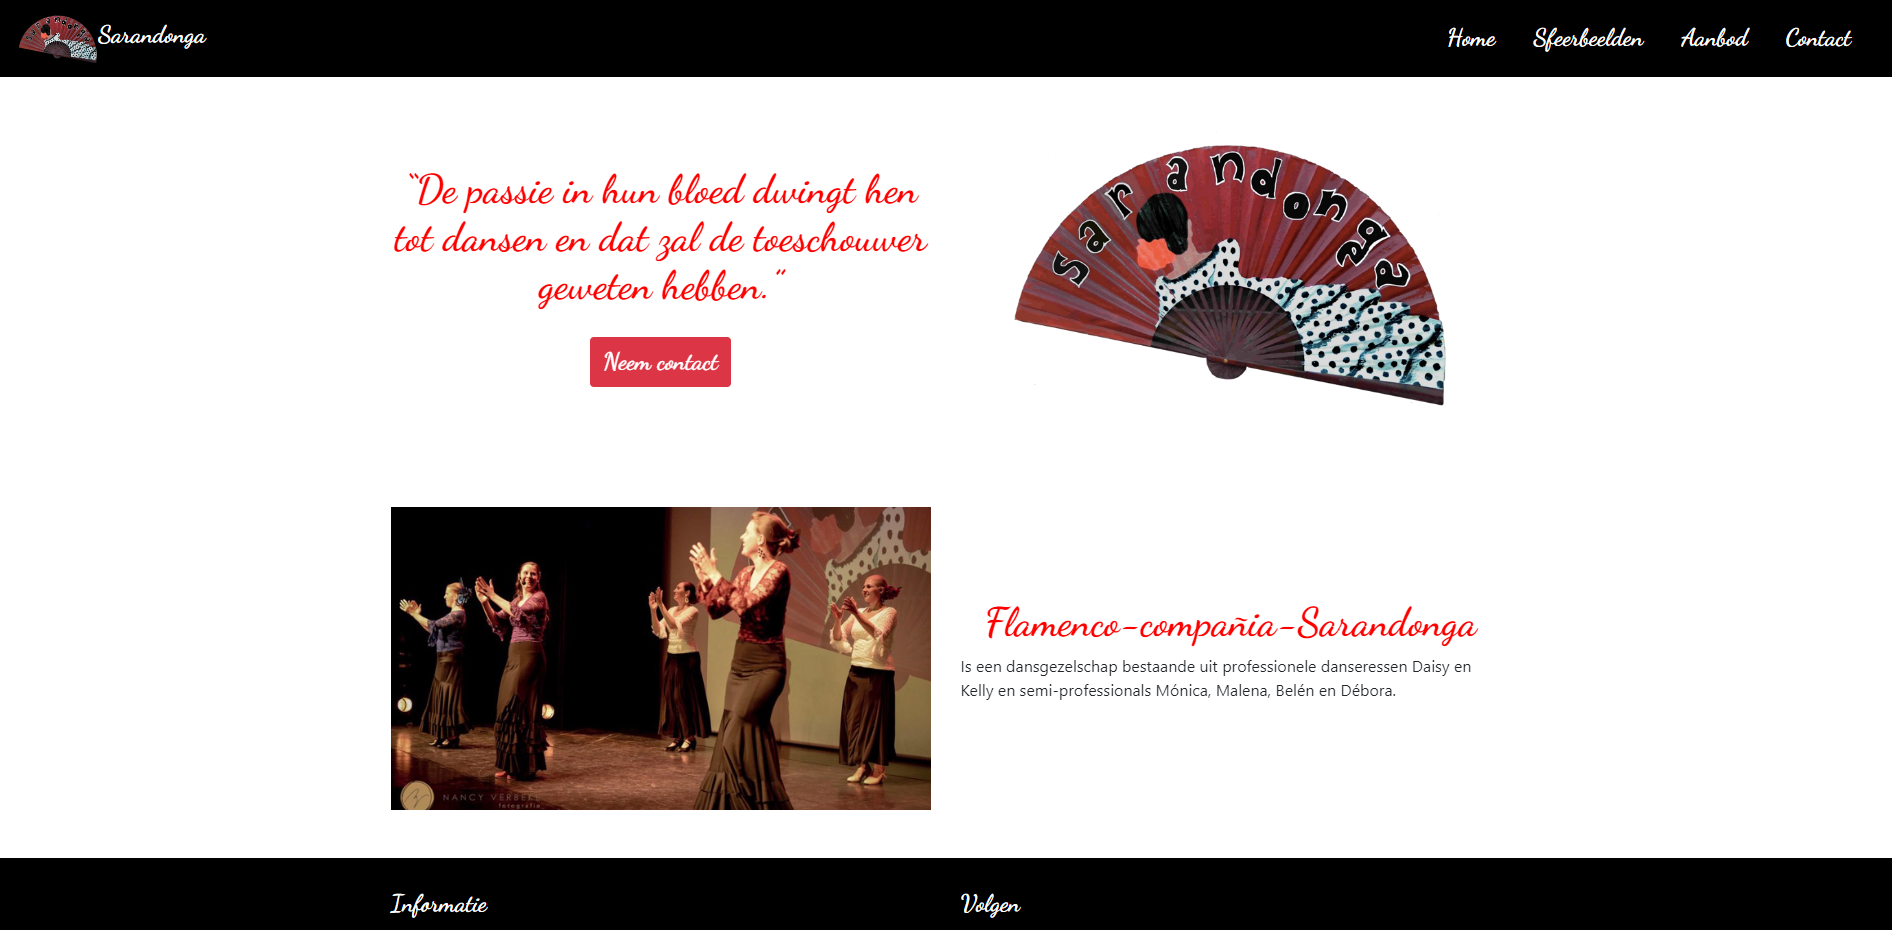 Sarandonga
Home Sfeerbeelden Aanbod Contact
“De passie in hun bloed dwingt hen
tot dansen en dat zal de toeschouwer
geweten hebben.”
Neem contact
Sarandonga
Flamenco-compañia-Sarandonga
Is een dansgezelschap bestaande uit professionele danseressen Daisy en
Kelly en semi-professionals Mónica, Malena, Belén en Débora.
NANCY
fotografie
Informatie
Volgen